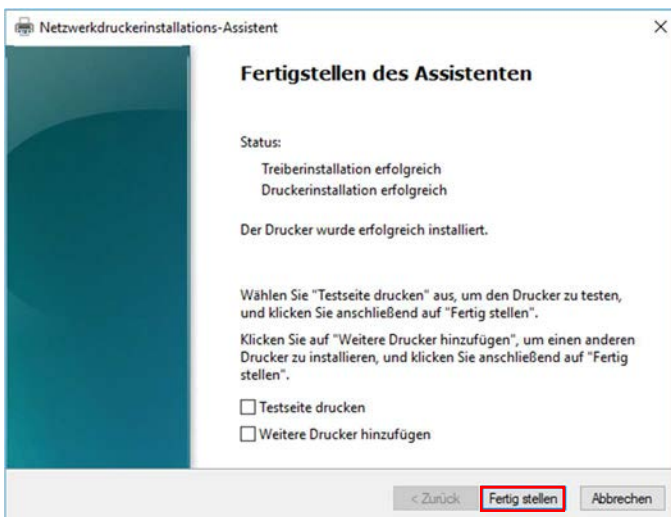 Netzwerkdruckerinstallations-Assistent
Fertigstellen des Assistenten
Status:
Treiberinstallation erfolgreich
Druckerinstallation erfolgreich
Der Drucker wurde erfolgreich installiert.
Wählen Sie "Testseite drucken" aus, um den Drucker zu testen,
und klicken Sie anschließend auf "Fertig stellen".
Klicken Sie auf "Weitere Drucker hinzufügen", um einen anderen
Drucker zu installieren, und klicken Sie anschließend auf "Fertig
stellen".
Testseite drucken
Weitere Drucker hinzufügen
< Zurück Fertig stellen Abbrechen